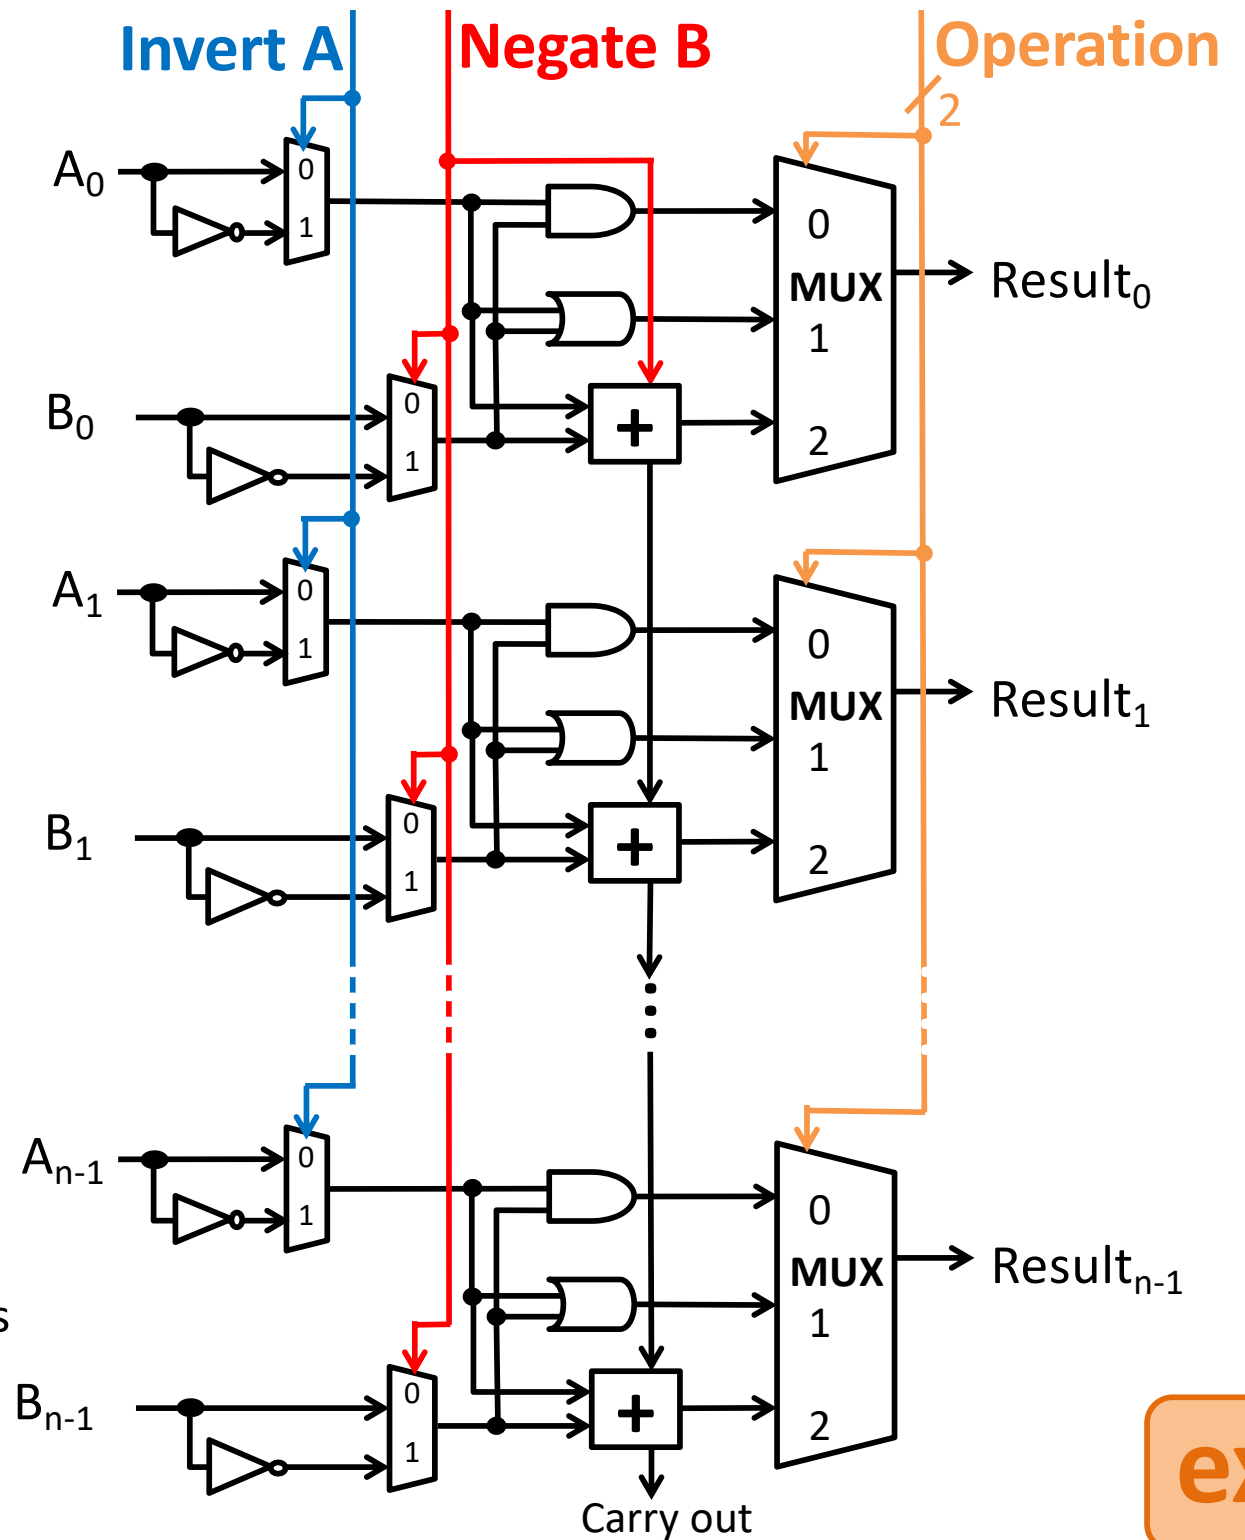 Invert A Negate B Operation
2
A0
0
1
0
MUX
1
2
Result0
B0
0
1
+
A1
0
1
0
MUX
1
2
Result1
B1
0
1
+
An-1
0
1
0
MUX
1
2
Resultn-1
s
Bn-1
0
1
+
ex
Carry out